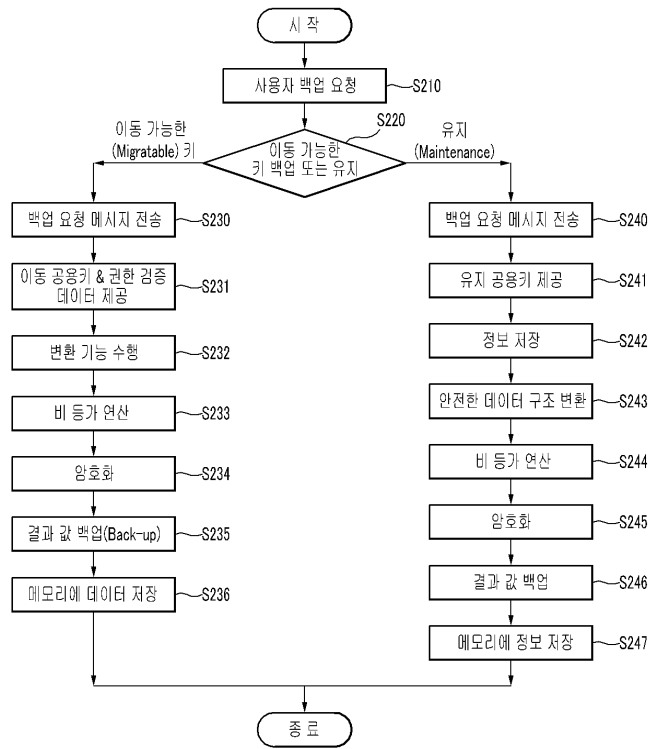 시 작
사용자 백업 요청
S210
S220
이동 가능한
(Migratable) 키
이동 가능한
키 백업 또는 유지
유지
(Maintenance)
백업 요청 메시지 전송
S230
이동 공용키 & 권한 검증
데이터 제공
S231
변환 기능 수행
S232
비 등가 연산
S233
암호화
S234
결과 값 백업(Back-up)
S235
메모리에 데이터 저장
S236
백업 요청 메시지 전송
S240
유지 공용키 제공
S241
정보 저장
S242
안전한 데이터 구조 변환
S243
비 등가 연산
S244
암호화
S245
결과 값 백업
S246
메모리에 정보 저장
S247
종 료